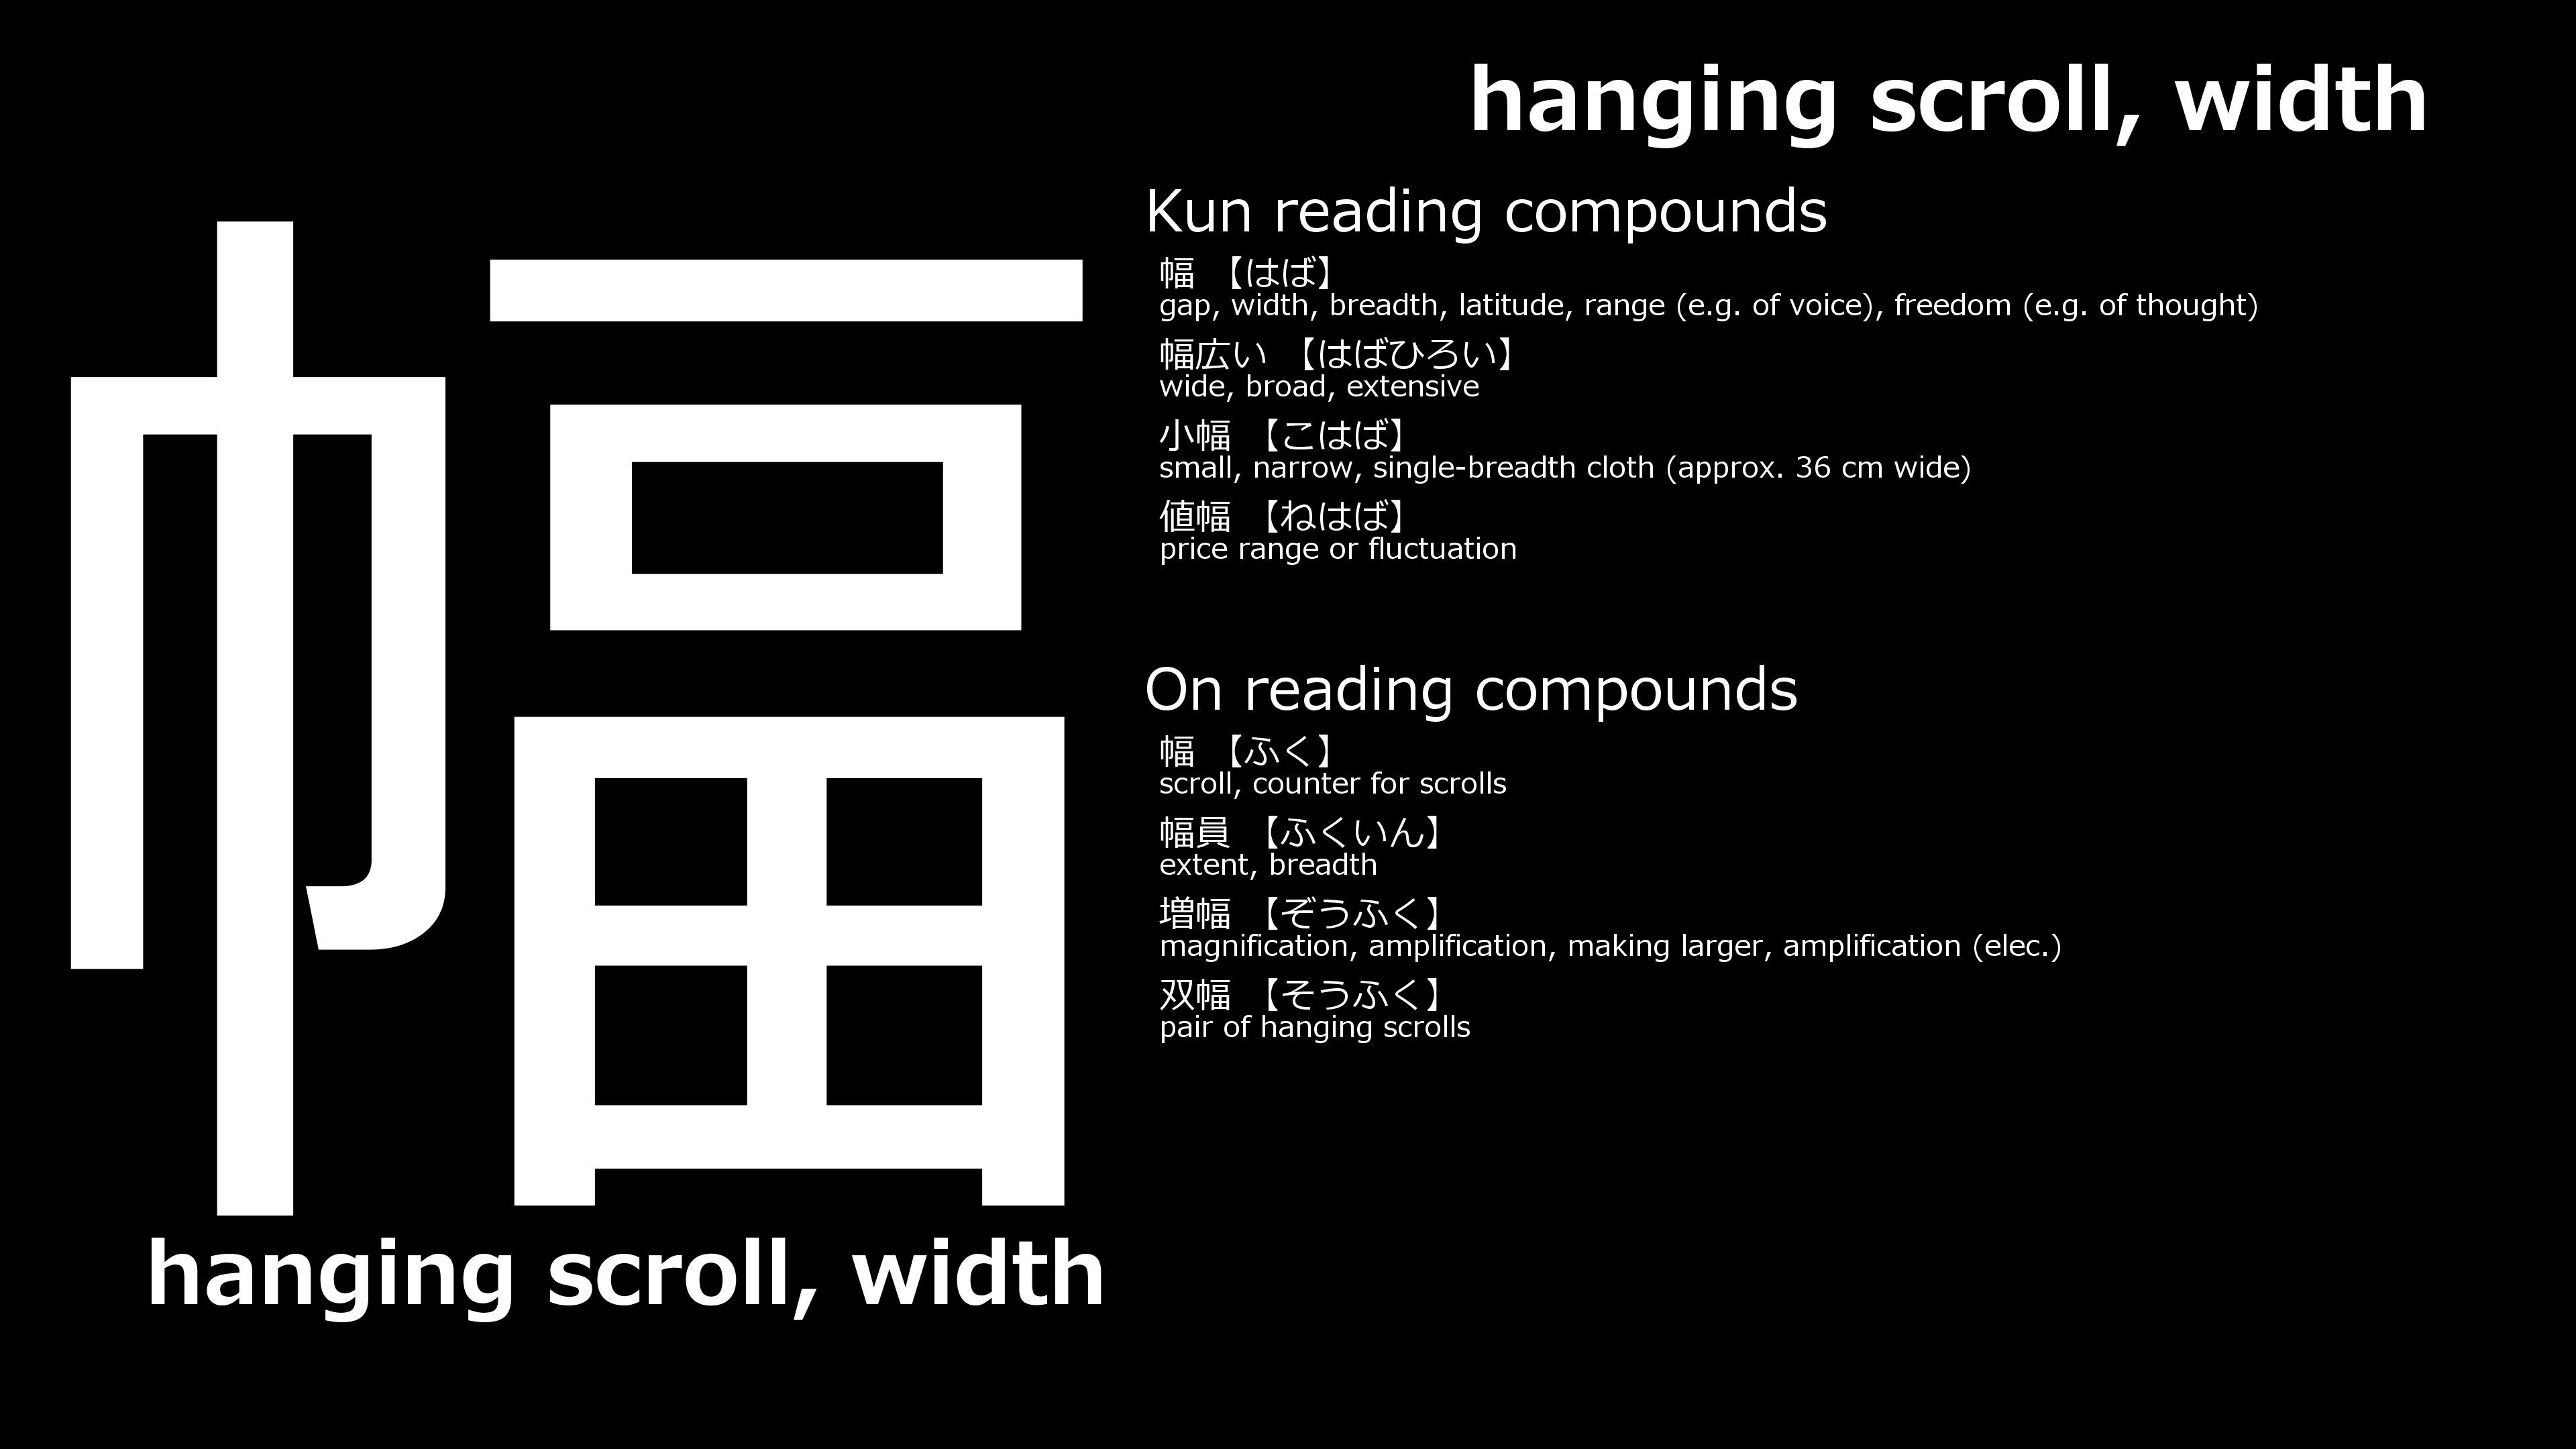 幅
hanging scroll, width
hanging scroll, width
Kun reading compounds
幅 【はば】
gap, width, breadth, latitude, range (e.g. of voice), freedom (e.g. of thought)
幅広い 【はばひろい】
wide, broad, extensive
小幅 【こはば】
small, narrow, single-breadth cloth (approx. 36 cm wide)
値幅 【ねはば】
price range or fluctuation
On reading compounds
幅 【ふく】
scroll, counter for scrolls
幅員 【ふくいん】
extent, breadth
増幅 【ぞうふく】
magnification, amplification, making larger, amplification (elec.)
双幅 【そうふく】
pair of hanging scrolls